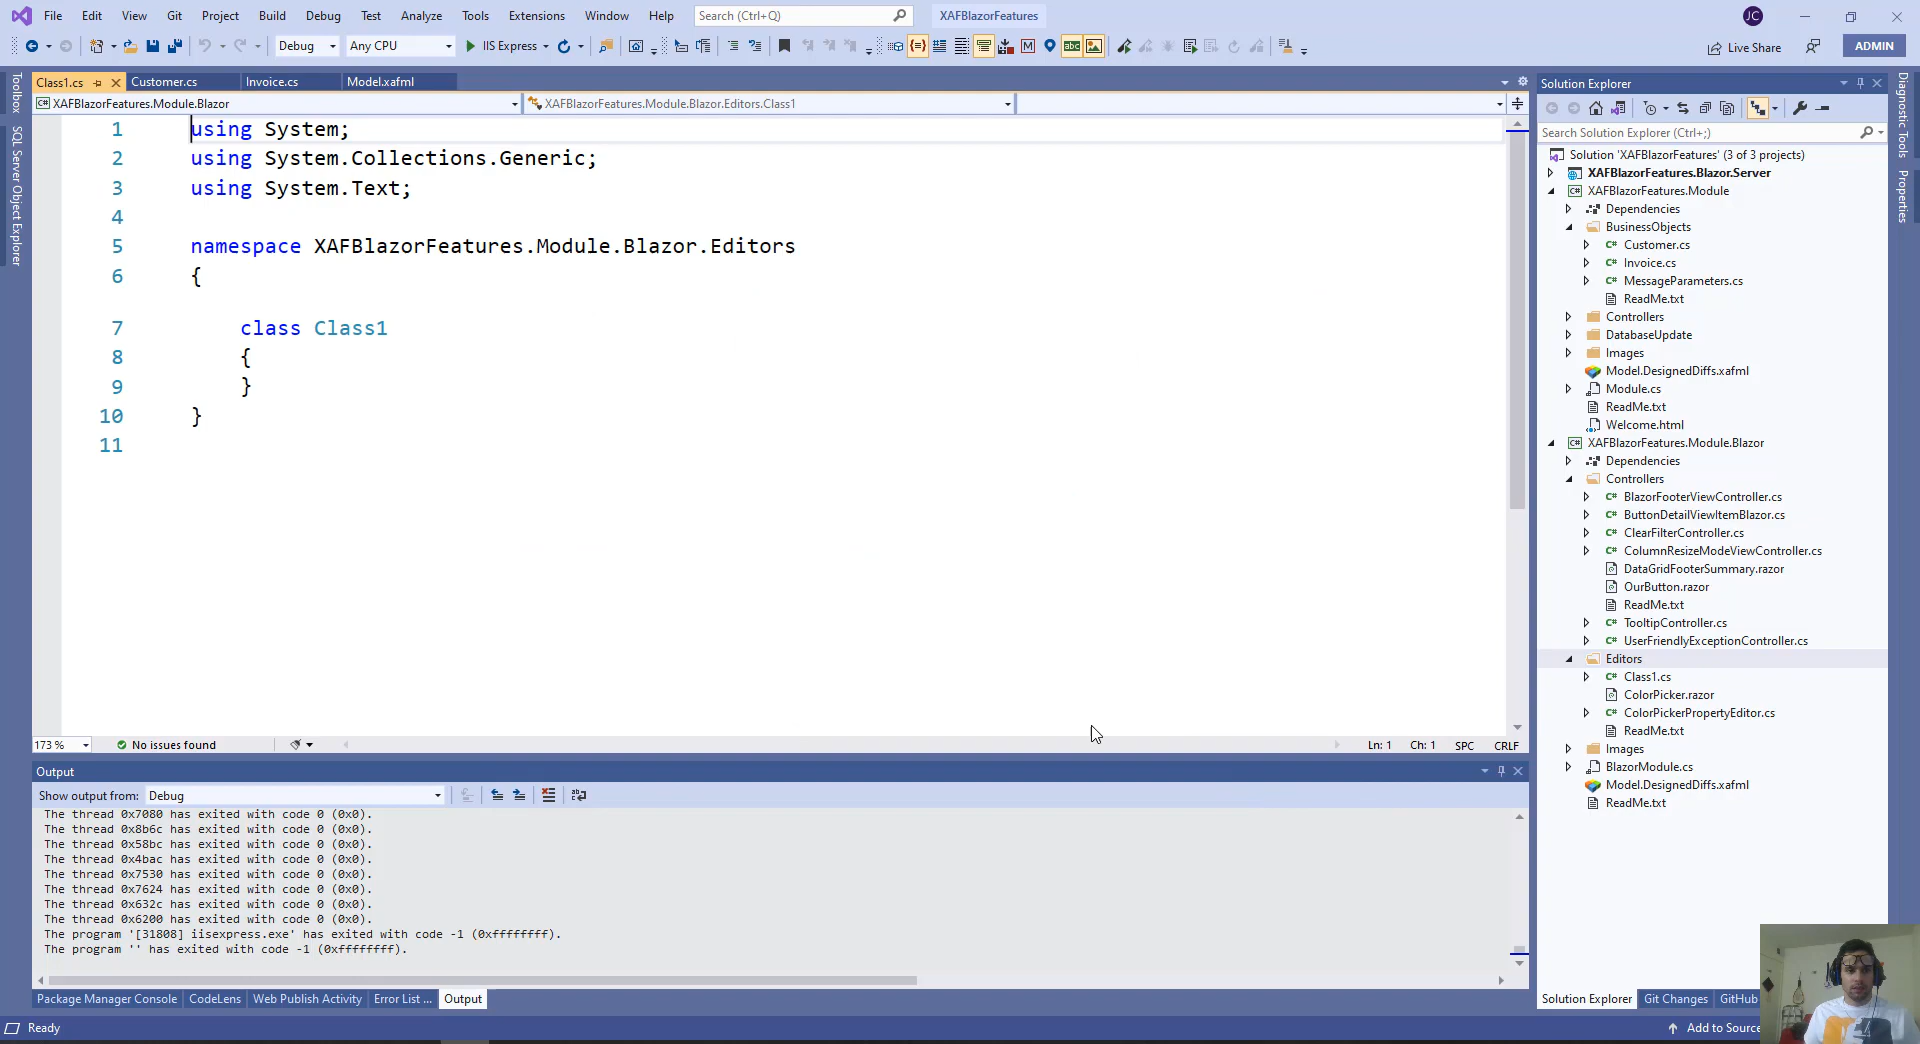 File Edit View Git Project Build Debug Test Analyze Tools Extensions Window Help Search (Ctrl+Q) XAFBlazorFeatures JC
Debug Any CPU IIS Express Live Share ADMIN
Toolbox
SQL Server Object Explorer
Class1.cs Customer.cs Invoice.cs Model.xafml
XAFBlazorFeatures.Module.Blazor XAFBlazorFeatures.Module.Blazor.Editors.Class1
1 using System;
2 using System.Collections.Generic;
3 using System.Text;
4
5 namespace XAFBlazorFeatures.Module.Blazor.Editors
6 {
7 class Class1
8 {
9 }
10 }
11
173 % No issues found Ln: 1 Ch: 1 SPC CRLF
Output
Show output from: Debug
The thread 0x7080 has exited with code 0 (0x0).
The thread 0x8b6c has exited with code 0 (0x0).
The thread 0x58bc has exited with code 0 (0x0).
The thread 0x4bac has exited with code 0 (0x0).
The thread 0x7530 has exited with code 0 (0x0).
The thread 0x7624 has exited with code 0 (0x0).
The thread 0x632c has exited with code 0 (0x0).
The thread 0x6200 has exited with code 0 (0x0).
The program '[31808] iisexpress.exe' has exited with code -1 (0xffffffff).
The program '' has exited with code -1 (0xffffffff).
Package Manager Console CodeLens Web Publish Activity Error List ... Output
Ready
Solution Explorer
Search Solution Explorer (Ctrl+;)
Solution 'XAFBlazorFeatures' (3 of 3 projects)
XAFBlazorFeatures.Blazor.Server
XAFBlazorFeatures.Module
Dependencies
BusinessObjects
C# Customer.cs
C# Invoice.cs
C# MessageParameters.cs
ReadMe.txt
Controllers
DatabaseUpdate
Images
Model.DesignedDiffs.xafml
Module.cs
ReadMe.txt
Welcome.html
XAFBlazorFeatures.Module.Blazor
Dependencies
Controllers
C# BlazorFooterViewController.cs
C# ButtonDetailViewItemBlazor.cs
C# ClearFilterController.cs
C# ColumnResizeModeViewController.cs
DataGridFooterSummary.razor
OurButton.razor
ReadMe.txt
C# TooltipController.cs
C# UserFriendlyExceptionController.cs
Editors
C# Class1.cs
ColorPicker.razor
C# ColorPickerPropertyEditor.cs
ReadMe.txt
Images
BlazorModule.cs
Model.DesignedDiffs.xafml
ReadMe.txt
Solution Explorer Git Changes GitHub
Add to Source
Diagnostic Tools
Properties